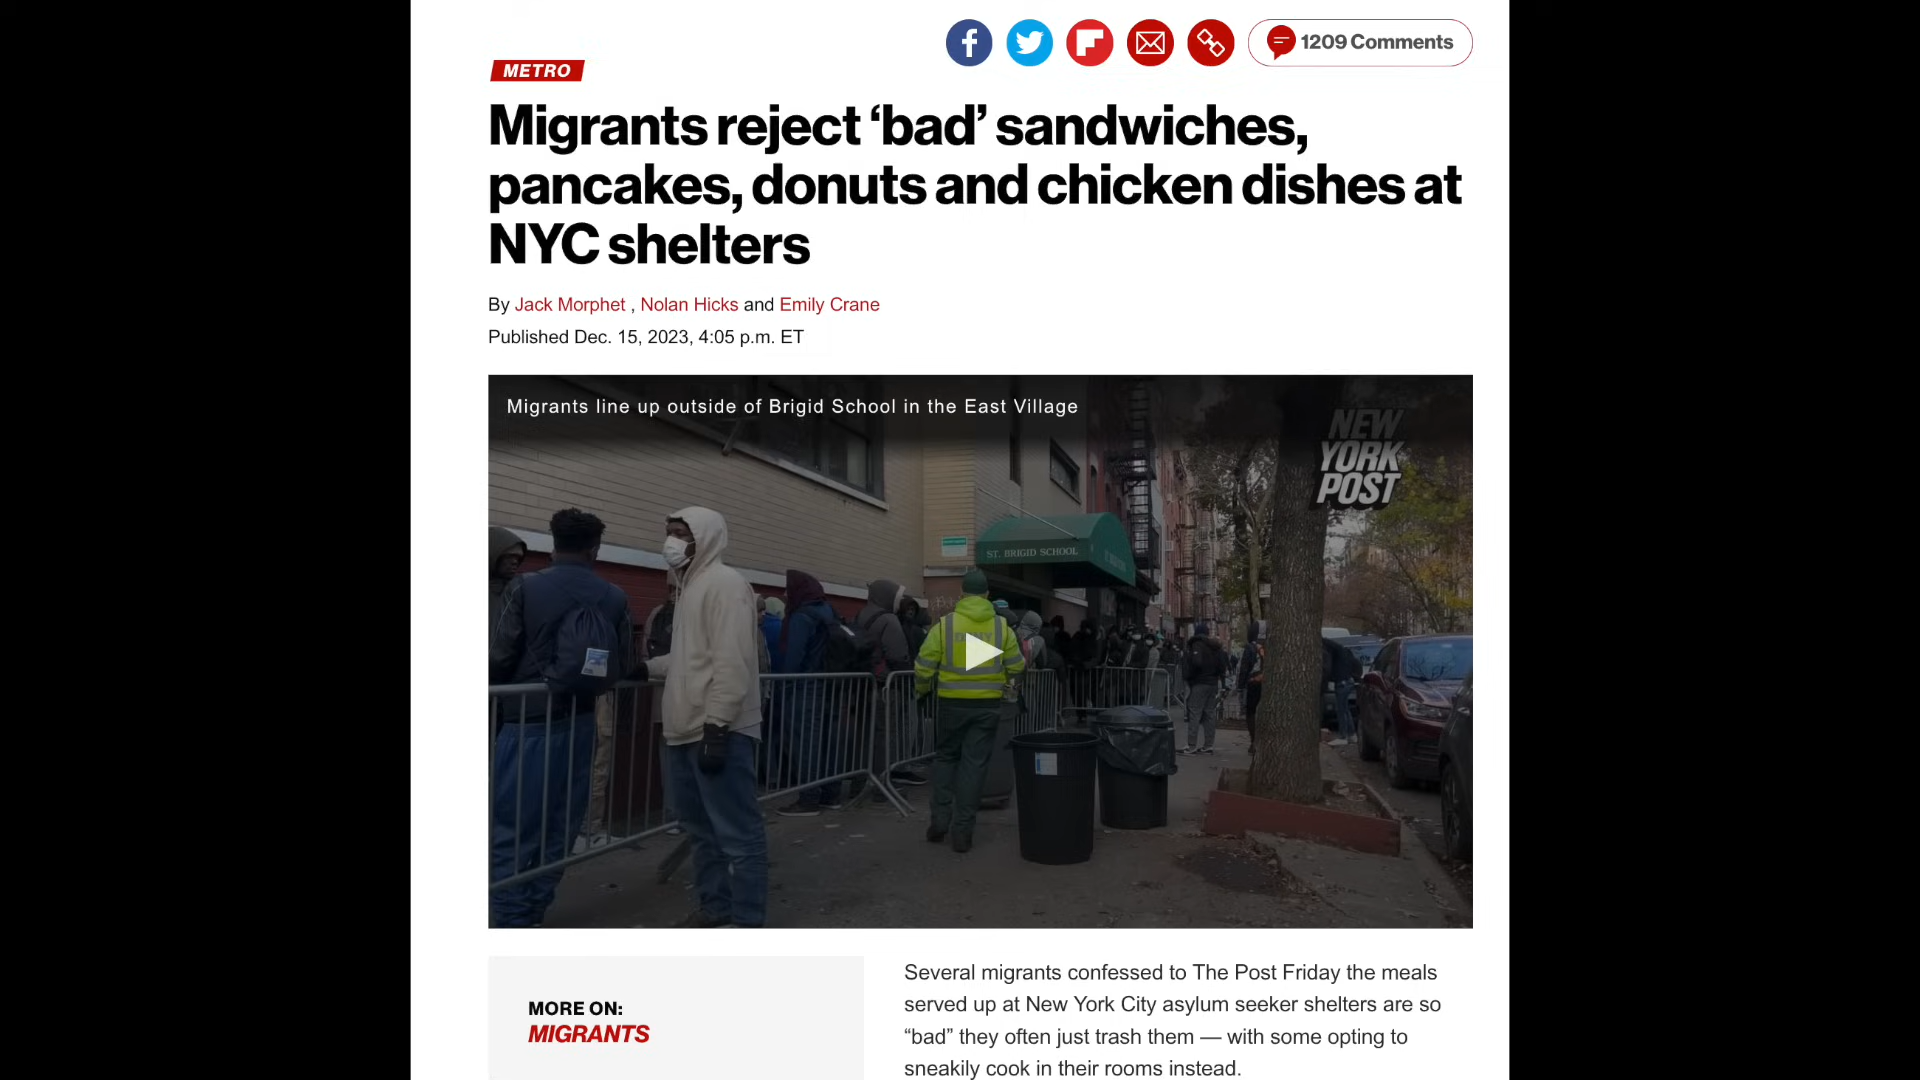 1209 Comments
METRO
Migrants reject ‘bad’ sandwiches,
pancakes, donuts and chicken dishes at
NYC shelters
By Jack Morphet , Nolan Hicks and Emily Crane
Published Dec. 15, 2023, 4:05 p.m. ET
Migrants line up outside of Brigid School in the East Village
NEW
YORK
POST
ST. BRIGID SCHOOL
MORE ON:
MIGRANTS
Several migrants confessed to The Post Friday the meals
served up at New York City asylum seeker shelters are so
“bad” they often just trash them — with some opting to
sneakily cook in their rooms instead.